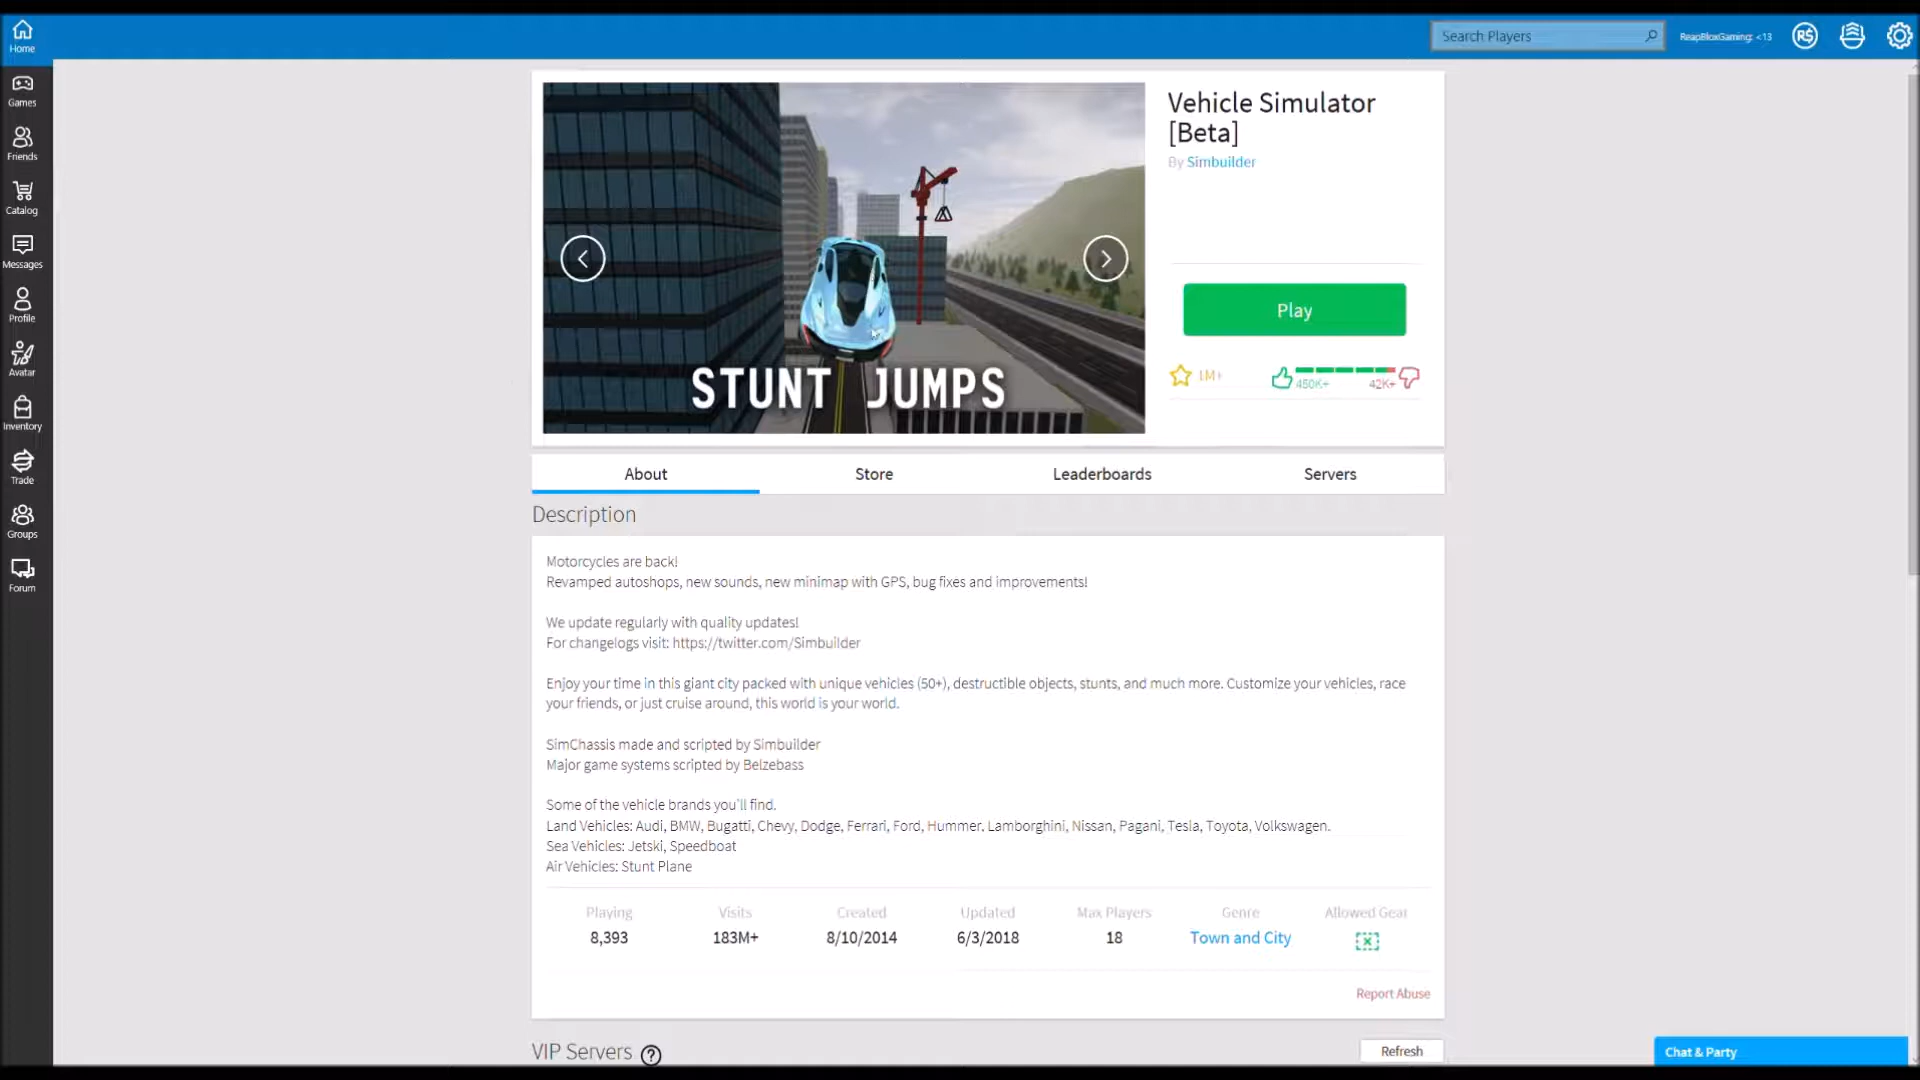 Home
Search Players
ReapBloxGaming: <13
R$
Games
Friends
Catalog
Messages
Profile
Avatar
Inventory
Trade
Groups
Forum
STUNT JUMPS
Vehicle Simulator
[Beta]
By Simbuilder
Play
1M+
450K+
42K+
About
Store
Leaderboards
Servers
Description
Motorcycles are back!
Revamped autoshops, new sounds, new minimap with GPS, bug fixes and improvements!
We update regularly with quality updates!
For changelogs visit: https://twitter.com/Simbuilder
Enjoy your time in this giant city packed with unique vehicles (50+), destructible objects, stunts, and much more. Customize your vehicles, race
your friends, or just cruise around, this world is your world.
SimChassis made and scripted by Simbuilder
Major game systems scripted by Belzebass
Some of the vehicle brands you'll find.
Land Vehicles: Audi, BMW, Bugatti, Chevy, Dodge, Ferrari, Ford, Hummer, Lamborghini, Nissan, Pagani, Tesla, Toyota, Volkswagen.
Sea Vehicles: Jetski, Speedboat
Air Vehicles: Stunt Plane
Playing Visits Created Updated Max Players Genre Allowed Gear
8,393 183M+ 8/10/2014 6/3/2018 18 Town and City
Report Abuse
VIP Servers ?
Refresh
Chat & Party